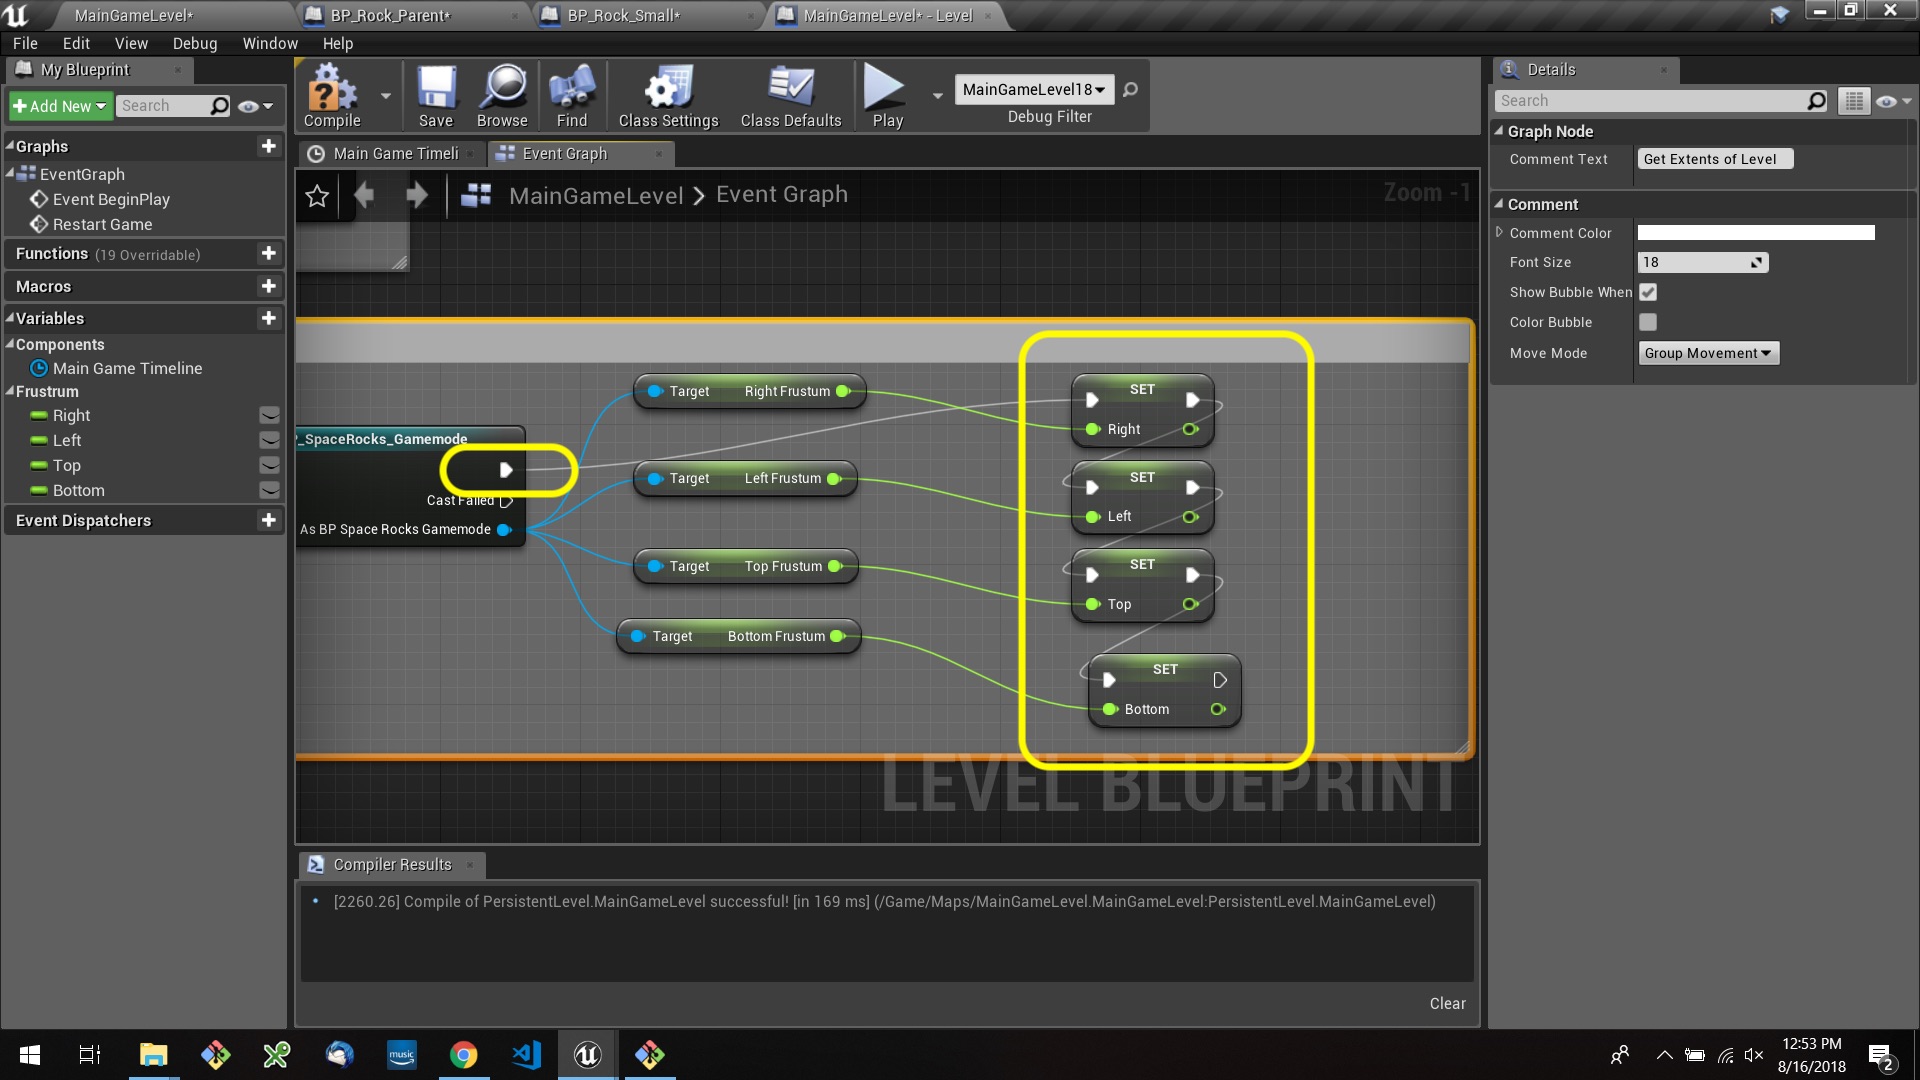 MainGameLevel*
BP_Rock_Parent*
BP_Rock_Small*
MainGameLevel* - Level
File
Edit
View
Debug
Window
Help
My Blueprint
Add New
Search
Graphs
EventGraph
Event BeginPlay
Restart Game
Functions (19 Overridable)
Macros
Variables
Components
Main Game Timeline
Frustrum
Right
Left
Top
Bottom
Event Dispatchers
Compile
Save
Browse
Find
Class Settings
Class Defaults
Play
MainGameLevel18
Debug Filter
Main Game Timeli
Event Graph
MainGameLevel > Event Graph
Zoom -1
P_SpaceRocks_Gamemode
Cast Failed
As BP Space Rocks Gamemode
Target Right Frustum
Target Left Frustum
Target Top Frustum
Target Bottom Frustum
SET
Right
SET
Left
SET
Top
SET
Bottom
LEVEL BLUEPRINT
Compiler Results
[2260.26] Compile of PersistentLevel.MainGameLevel successful! [in 169 ms] (/Game/Maps/MainGameLevel.MainGameLevel:PersistentLevel.MainGameLevel)
Clear
Details
Search
Graph Node
Comment Text Get Extents of Level
Comment
Comment Color
Font Size 18
Show Bubble When
Color Bubble
Move Mode Group Movement
music
12:53 PM
8/16/2018
2